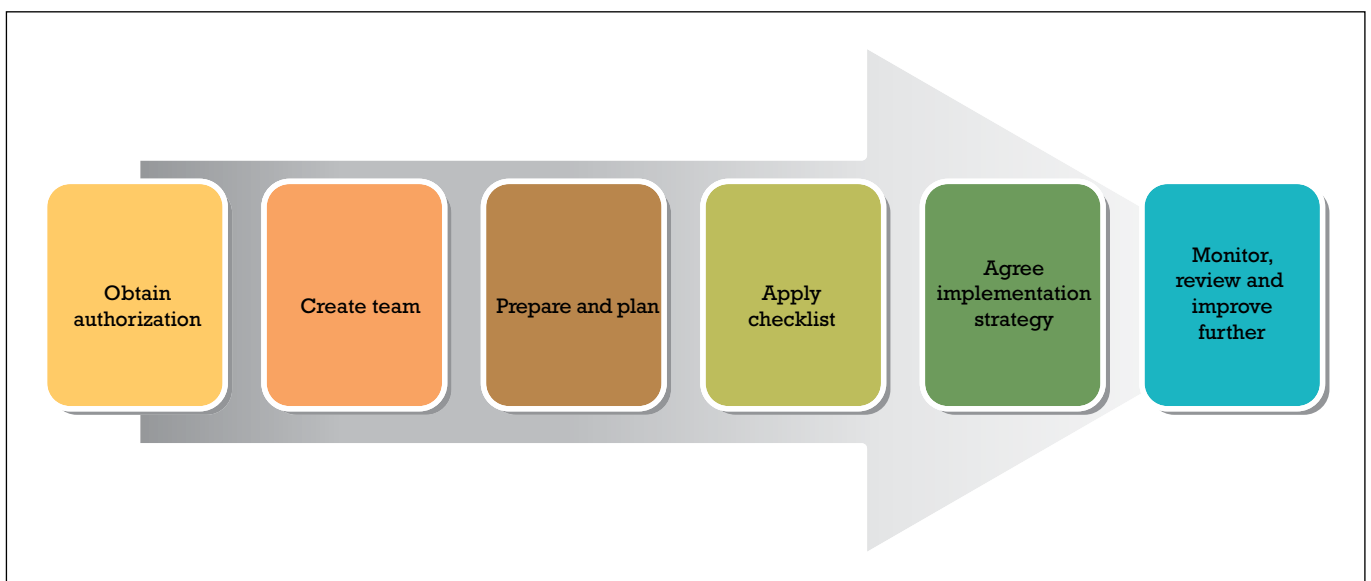 Obtain
authorization
Create team
Prepare and plan
Apply
checklist
Agree
implementation
strategy
Monitor,
review and
improve
further